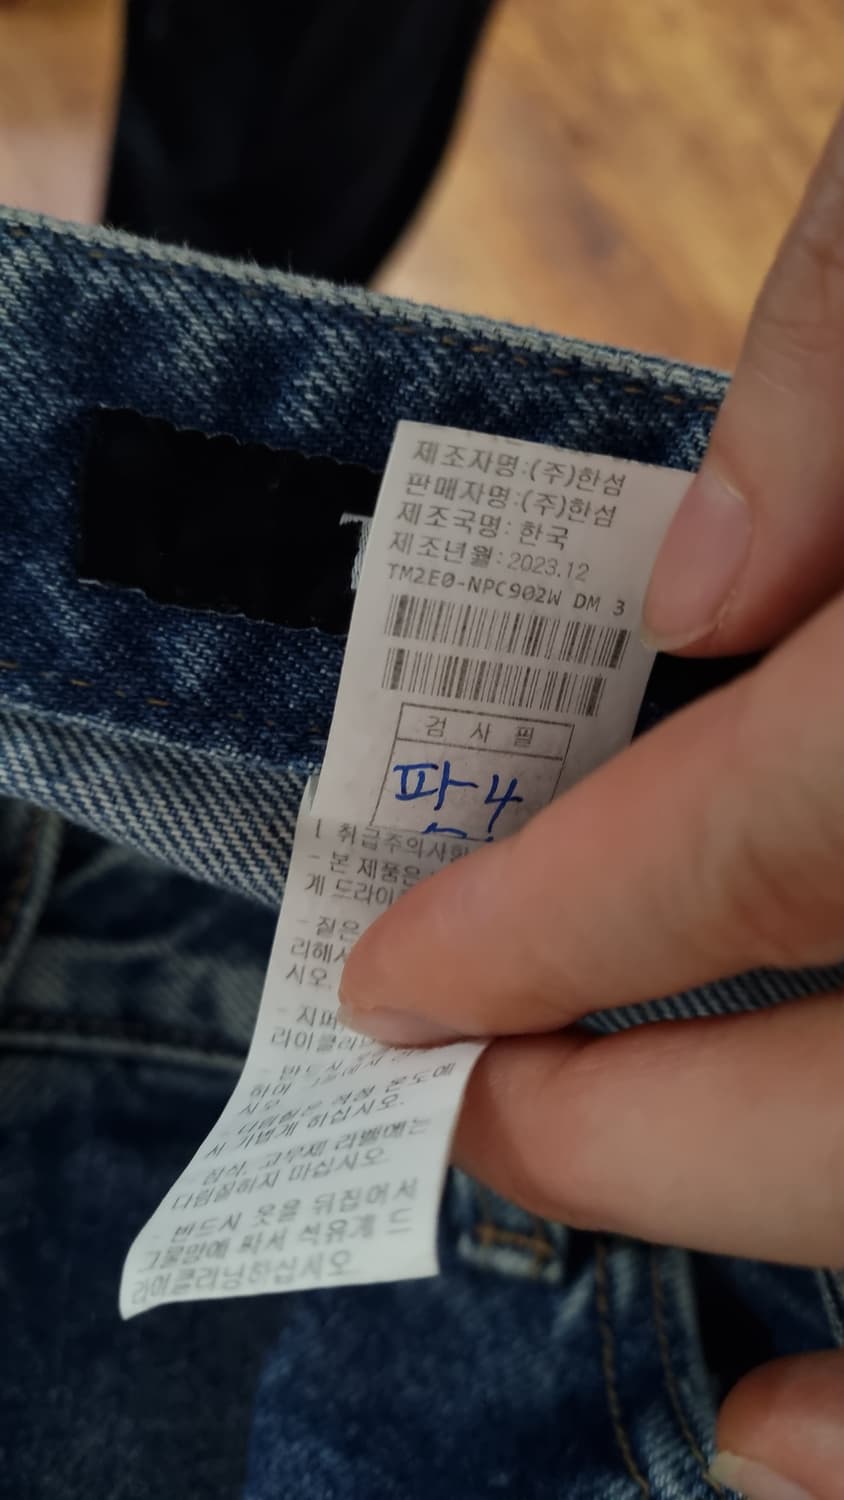 제조자명:(주)한섬
판매자명:(주)한섬
제조국명: 한국
제조년월:2023.12
TM2E0-NPC902W DM 3
검 사 필
판4
취급주의사항
- 본 제품은
게 드라이
- 질은
리해
시오.
- 지퍼
라이클리닝
- 반드시
하여
시오
- 다림질은 적정 온도에
서 가볍게 하십시오.
- 장식, 고무제 라벨에는
다림질하지 마십시오
- 반드시 옷을 뒤집어서
그물망에 싸서 석유계 드
라이클리닝하십시오